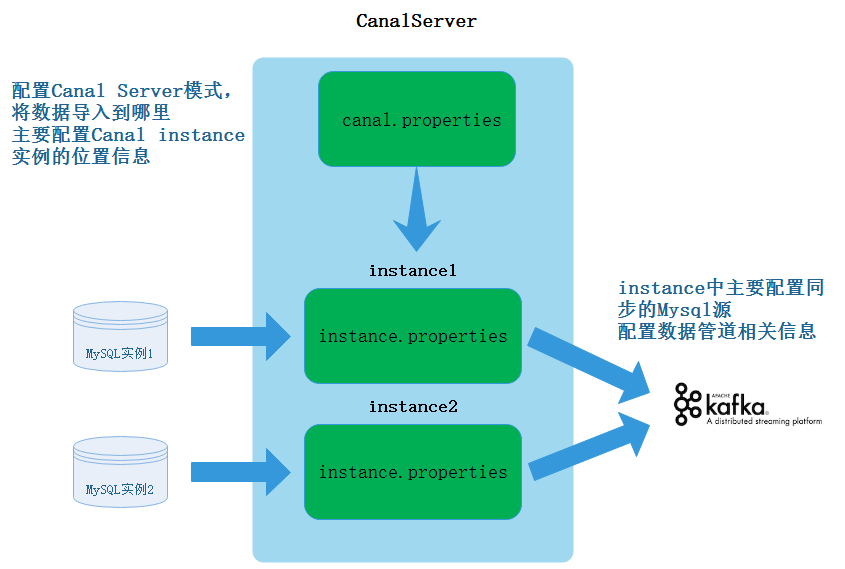 CanalServer
配置Canal Server模式，
将数据导入到哪里
主要配置Canal instance
实例的位置信息
canal.properties
instance1
instance.properties
MySQL实例1
instance中主要配置同
步的Mysql源
配置数据管道相关信息
APACHE
kafka®
A distributed streaming platform
instance2
instance.properties
MySQL实例2